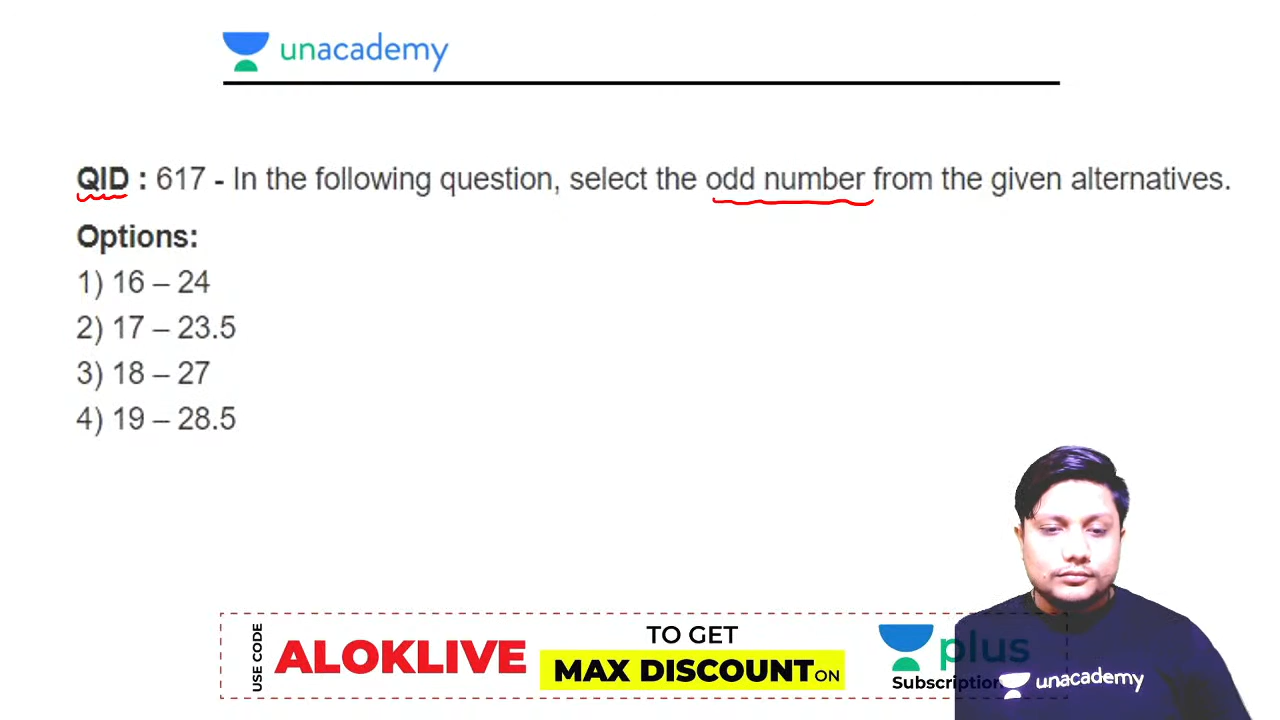 unacademy
QID : 617 - In the following question, select the odd number from the given alternatives.
Options:
1) 16 – 24
2) 17 – 23.5
3) 18 – 27
4) 19 – 28.5
USE CODE
ALOKLIVE
TO GET
MAX DISCOUNT ON
plus
Subscription
unacademy